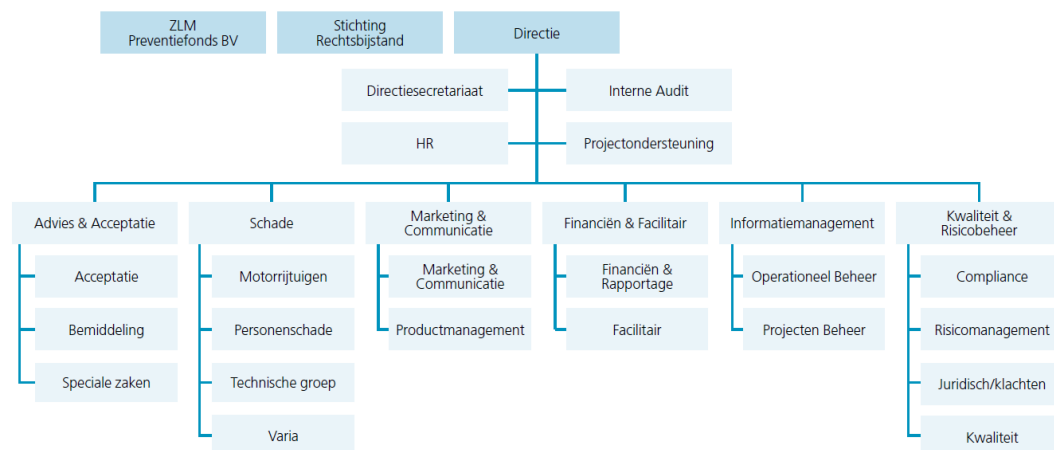 ZLM
Preventiefonds BV
Stichting
Rechtsbijstand
Directie
Directiesecretariaat
Interne Audit
HR
Projectondersteuning
Advies & Acceptatie
Schade
Marketing &
Communicatie
Financiën & Facilitair
Informatiemanagement
Kwaliteit &
Risicobeheer
Acceptatie
Motorrijtuigen
Marketing &
Communicatie
Financiën &
Rapportage
Operationeel Beheer
Compliance
Bemiddeling
Personenschade
Productmanagement
Facilitair
Projecten Beheer
Risicomanagement
Speciale zaken
Technische groep
Juridisch/klachten
Varia
Kwaliteit